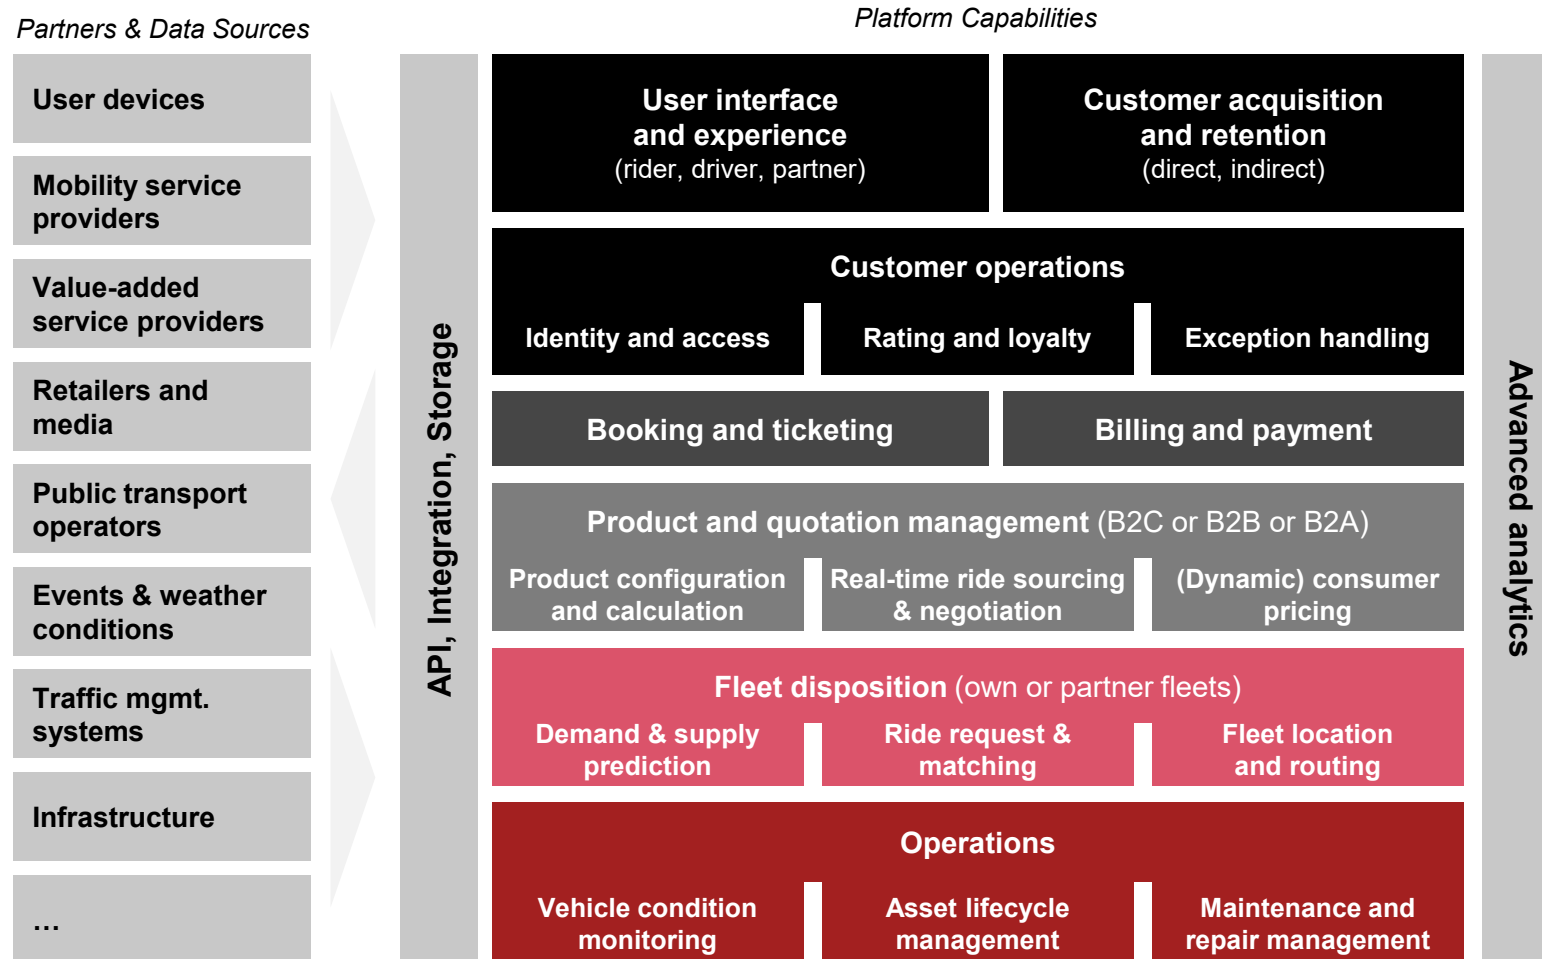 Partners & Data Sources
Platform Capabilities
User devices
Mobility service
providers
Value-added
service providers
Retailers and
media
Public transport
operators
Events & weather
conditions
Traffic mgmt.
systems
Infrastructure
...
API, Integration, Storage
User interface
and experience
(rider, driver, partner)
Customer acquisition
and retention
(direct, indirect)
Customer operations
Identity and access
Rating and loyalty
Exception handling
Booking and ticketing
Billing and payment
Product and quotation management (B2C or B2B or B2A)
Product configuration
and calculation
Real-time ride sourcing
& negotiation
(Dynamic) consumer
pricing
Fleet disposition (own or partner fleets)
Demand & supply
prediction
Ride request &
matching
Fleet location
and routing
Operations
Vehicle condition
monitoring
Asset lifecycle
management
Maintenance and
repair management
Advanced analytics